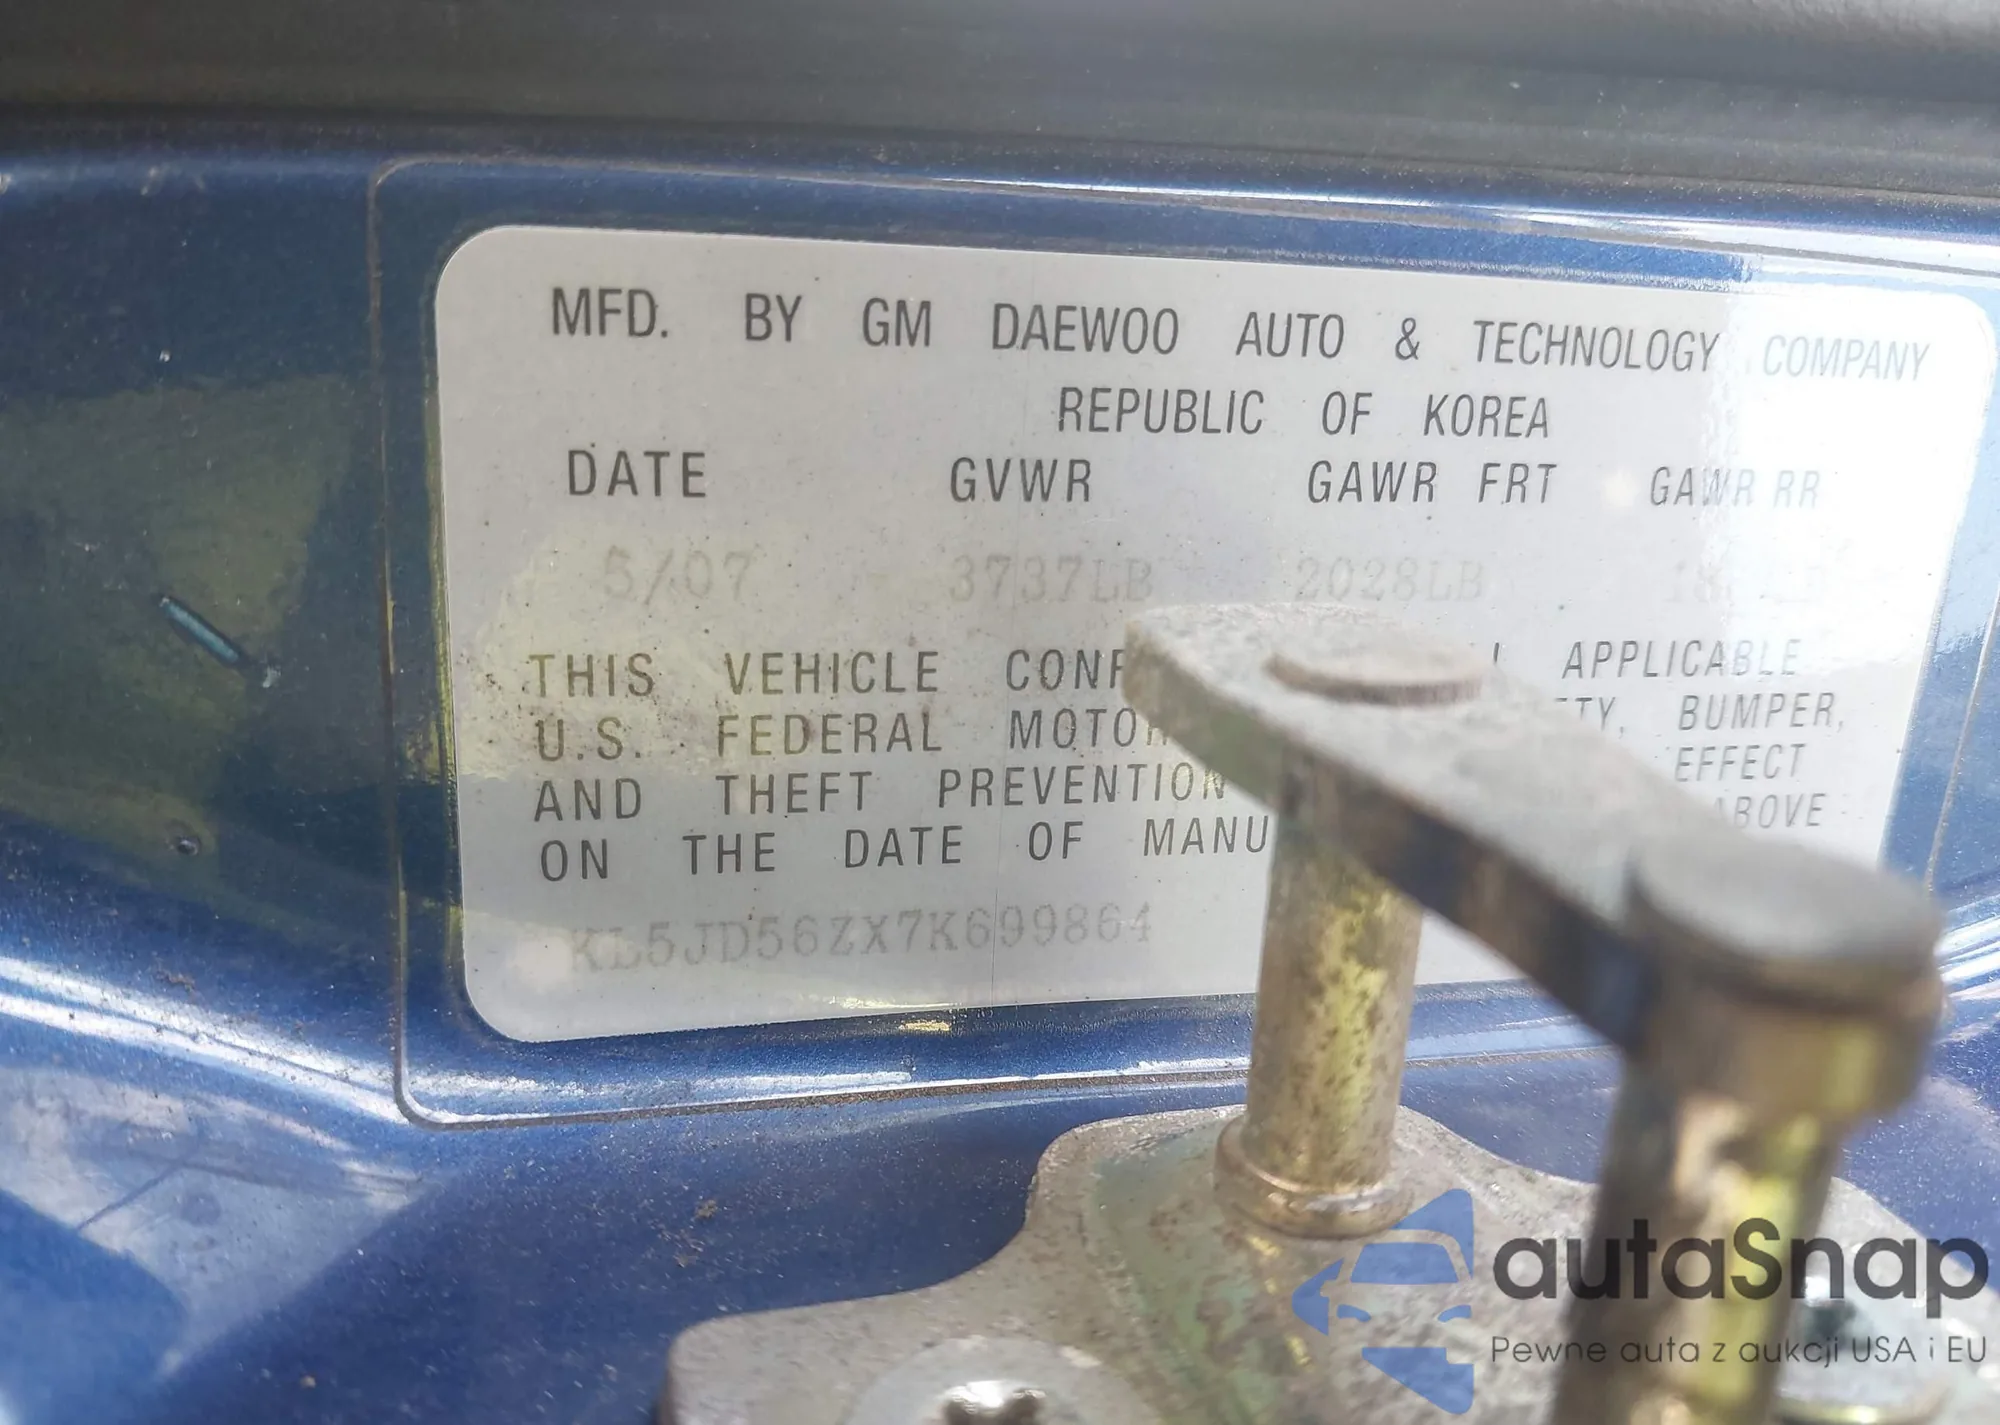 MFD. BY GM DAEWOO AUTO & TECHNOLOGY COMPANY
REPUBLIC OF KOREA
DATE GVWR GAWR FRT GAWR RR
5/07 3737LB 2028LB
THIS VEHICLE CONF APPLICABLE
U.S. FEDERAL MOTOR TY, BUMPER,
AND THEFT PREVENTION EFFECT
ON THE DATE OF MANU ABOVE
KL5JD56ZX7K699864
autaSnap
Pewne auta z aukcji USA i EU